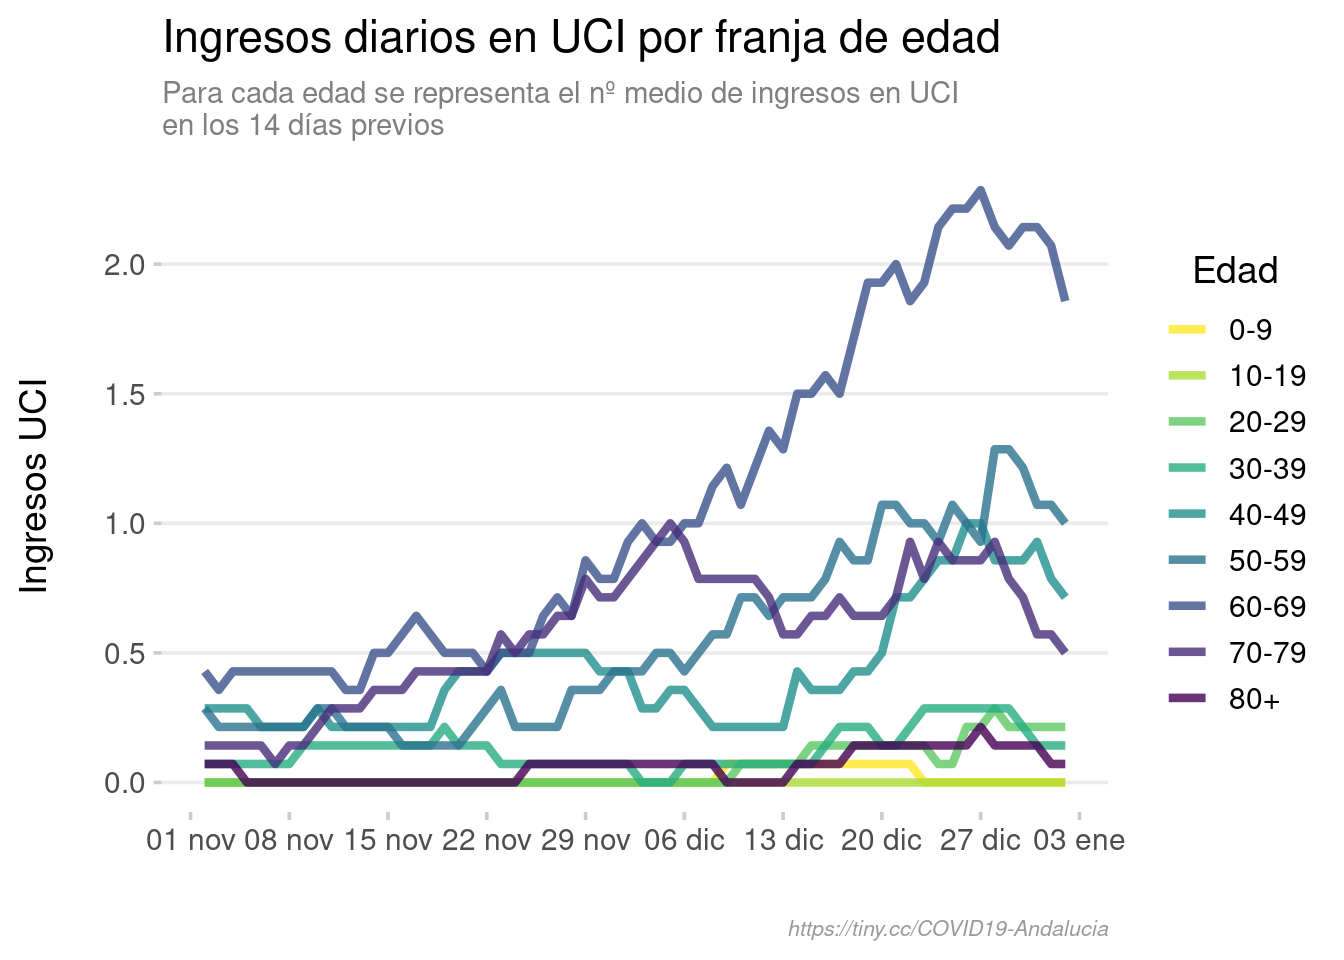 Ingresos diarios en UCI por franja de edad
Para cada edad se representa el nº medio de ingresos en UCI
en los 14 días previos
Ingresos UCI
2.0
1.5
1.0
0.5
0.0
01 nov 08 nov 15 nov 22 nov 29 nov 06 dic 13 dic 20 dic 27 dic 03 ene
Edad
0-9
10-19
20-29
30-39
40-49
50-59
60-69
70-79
80+
https://tiny.cc/COVID19-Andalucia